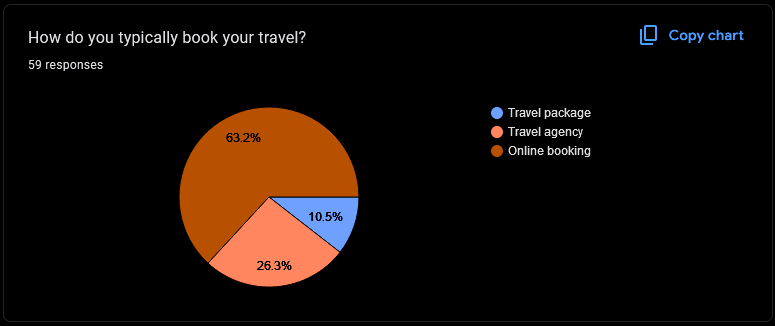 How do you typically book your travel?
Copy chart
59 responses
Travel package
Travel agency
Online booking
63.2%
10.5%
26.3%